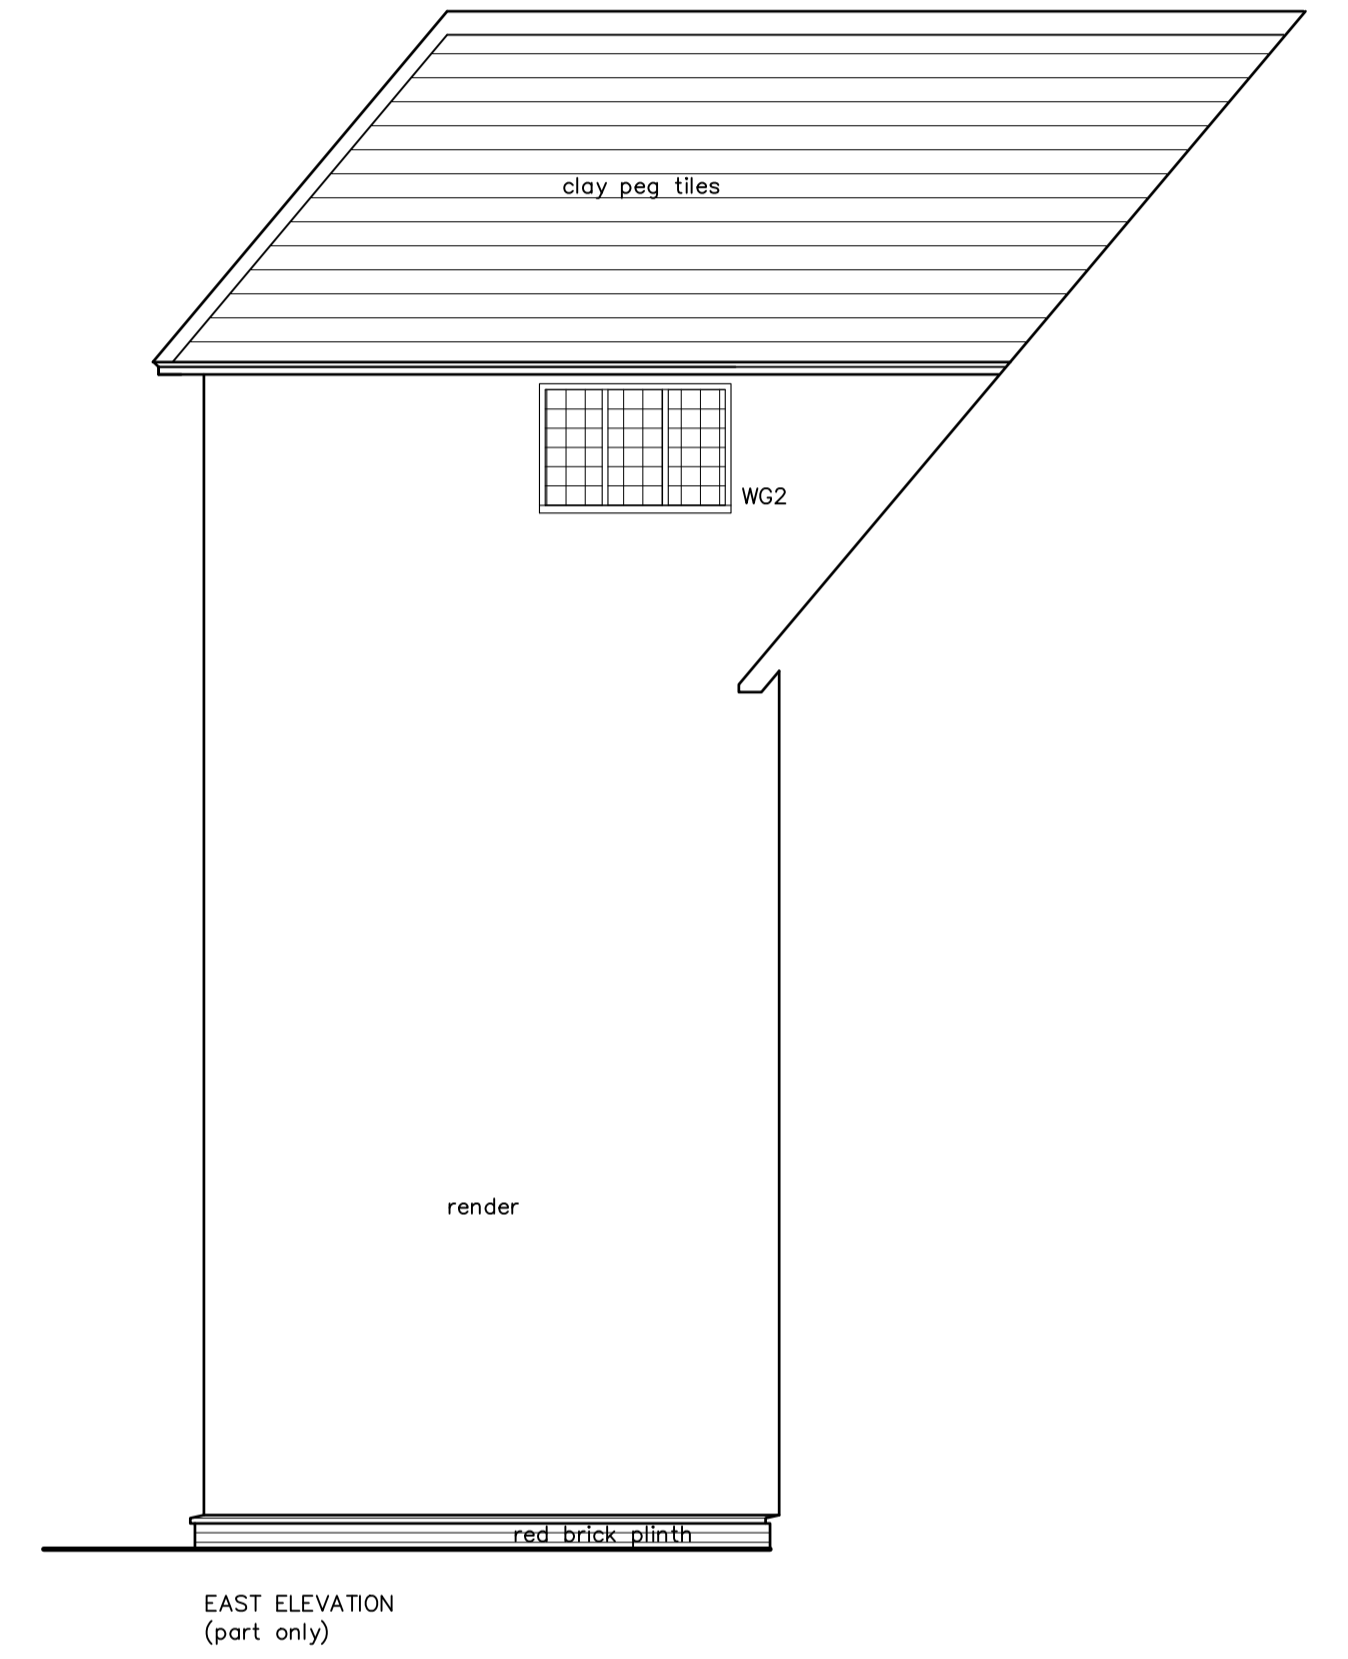 clay peg tiles
WG2
render
red brick plinth
EAST ELEVATION
(part only)